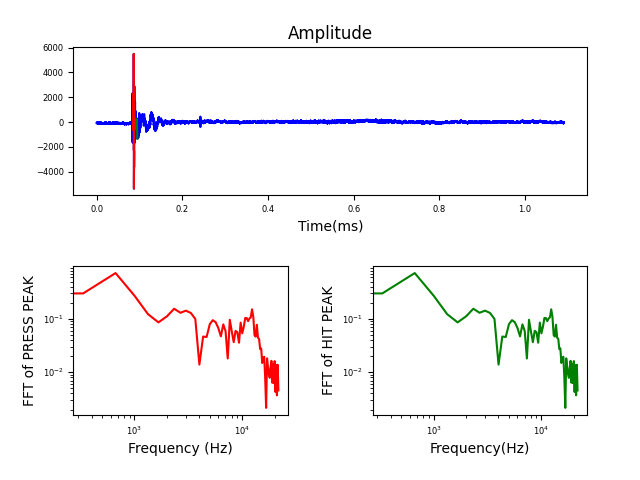 Amplitude
6000
4000
2000
0
−2000
−4000
0.0 0.2 0.4 0.6 0.8 1.0
Time(ms)
FFT of PRESS PEAK
10⁻¹
10⁻²
10³ 10⁴
Frequency (Hz)
FFT of HIT PEAK
10⁻¹
10⁻²
10³ 10⁴
Frequency(Hz)